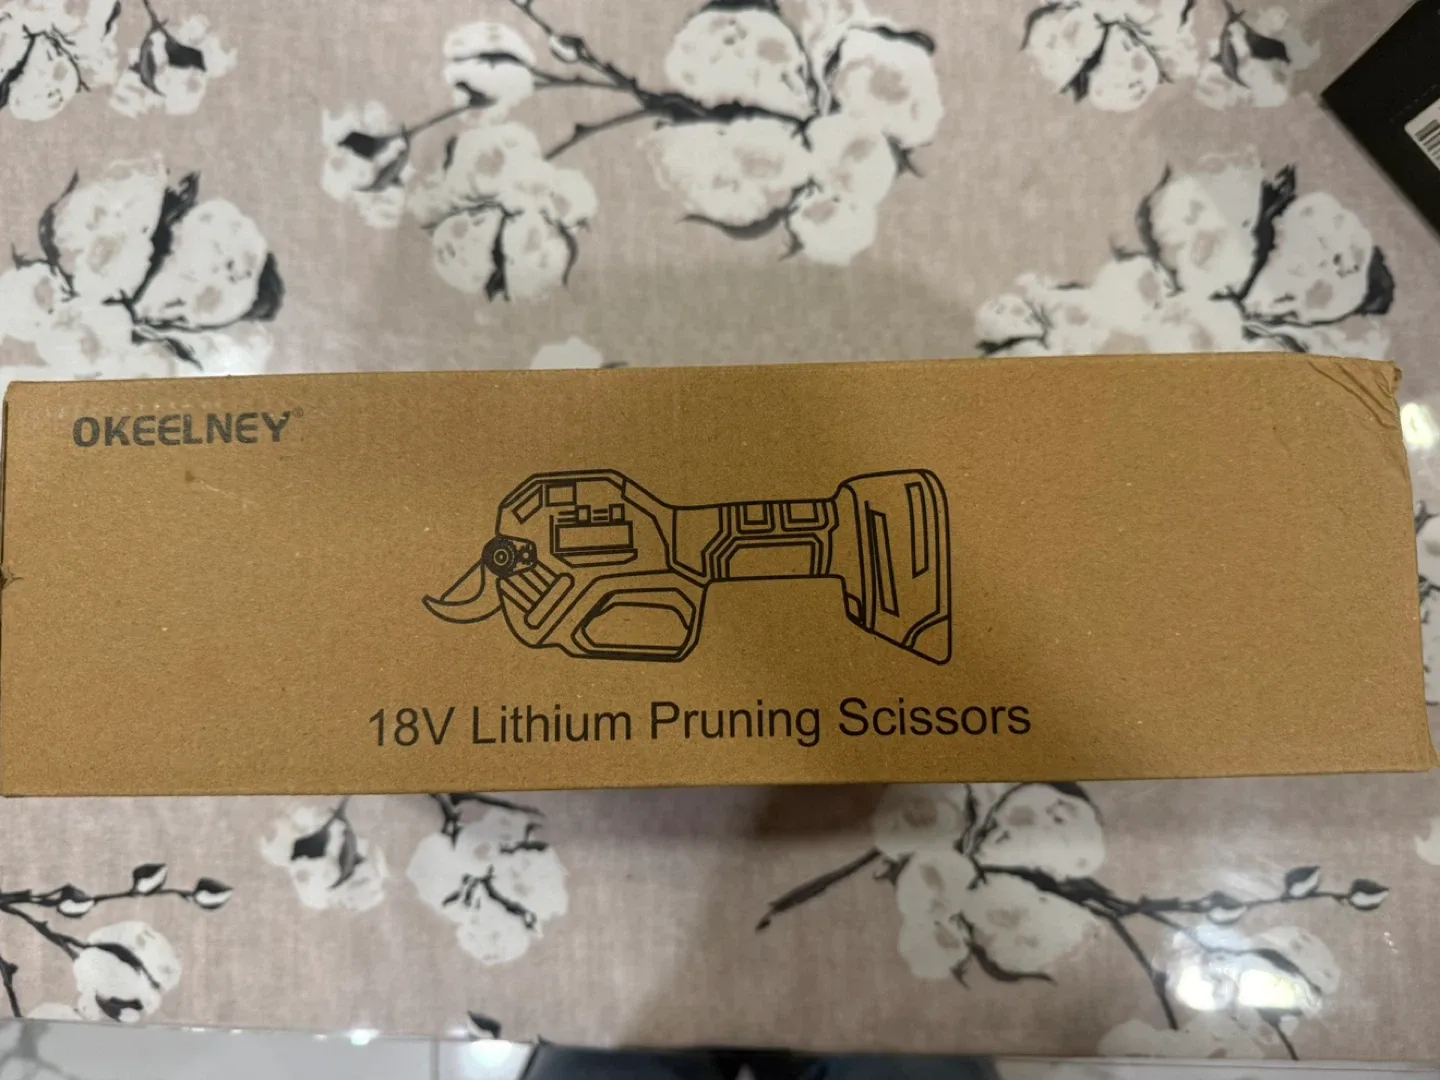 OKEELNEY®
18V Lithium Pruning Scissors